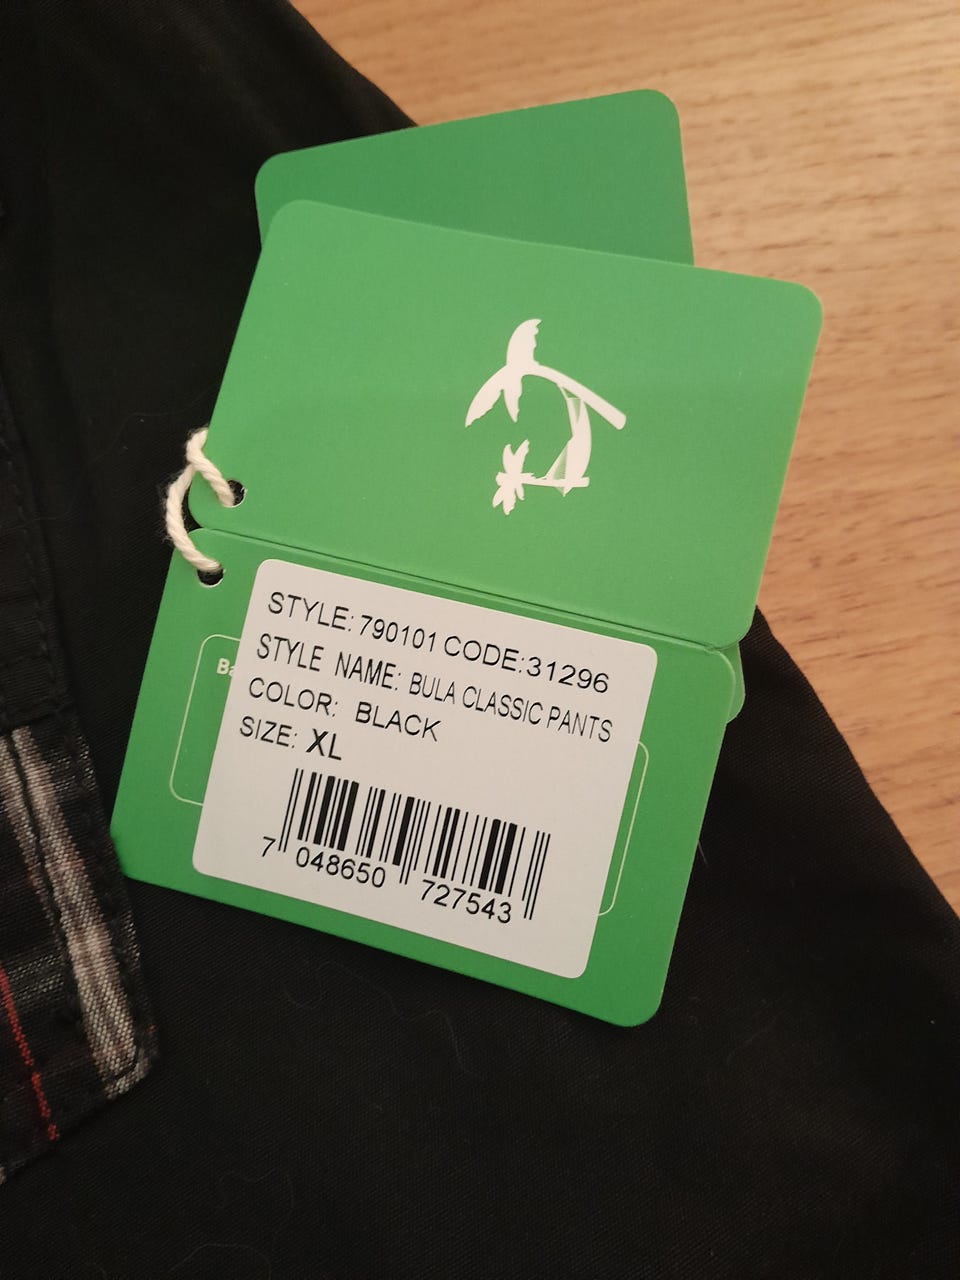 STYLE: 790101 CODE: 31296
STYLE NAME: BULA CLASSIC PANTS
COLOR: BLACK
SIZE: XL
7 048650 727543